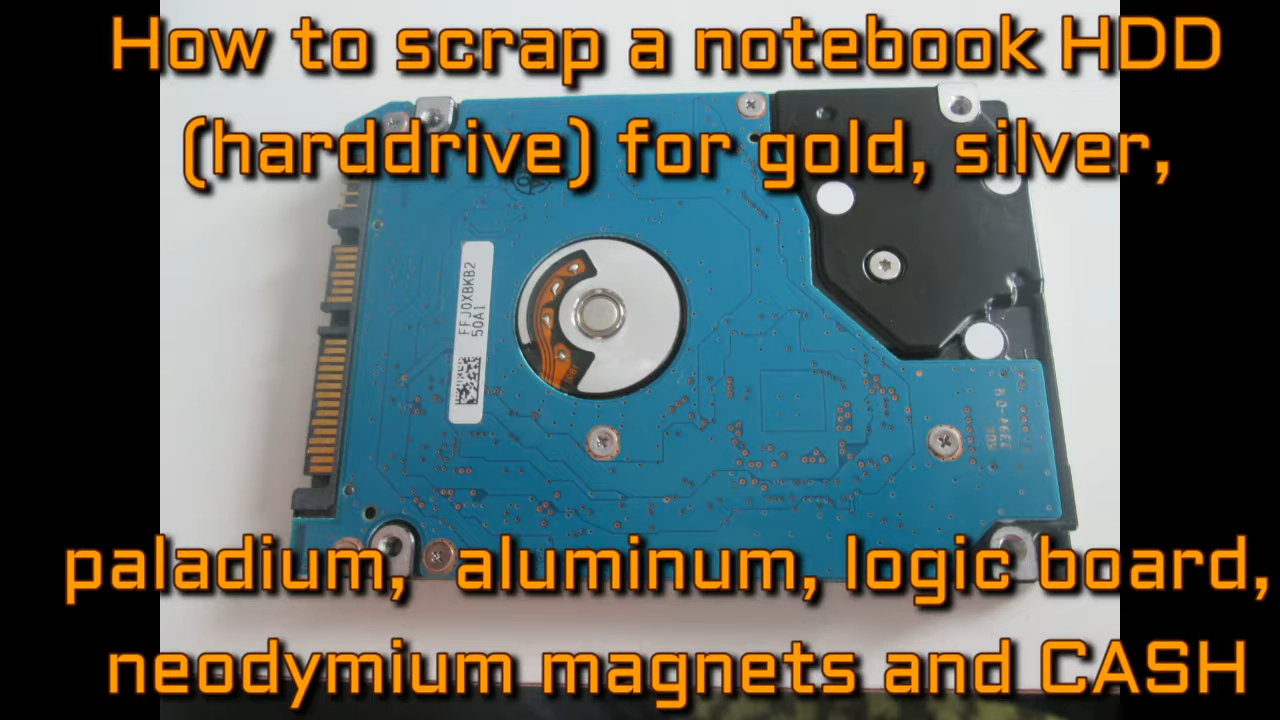 How to scrap a notebook HDD
(harddrive) for gold, silver,
FFJ0XBKB2
50A1
paladium, aluminum, logic board,
neodymium magnets and CASH